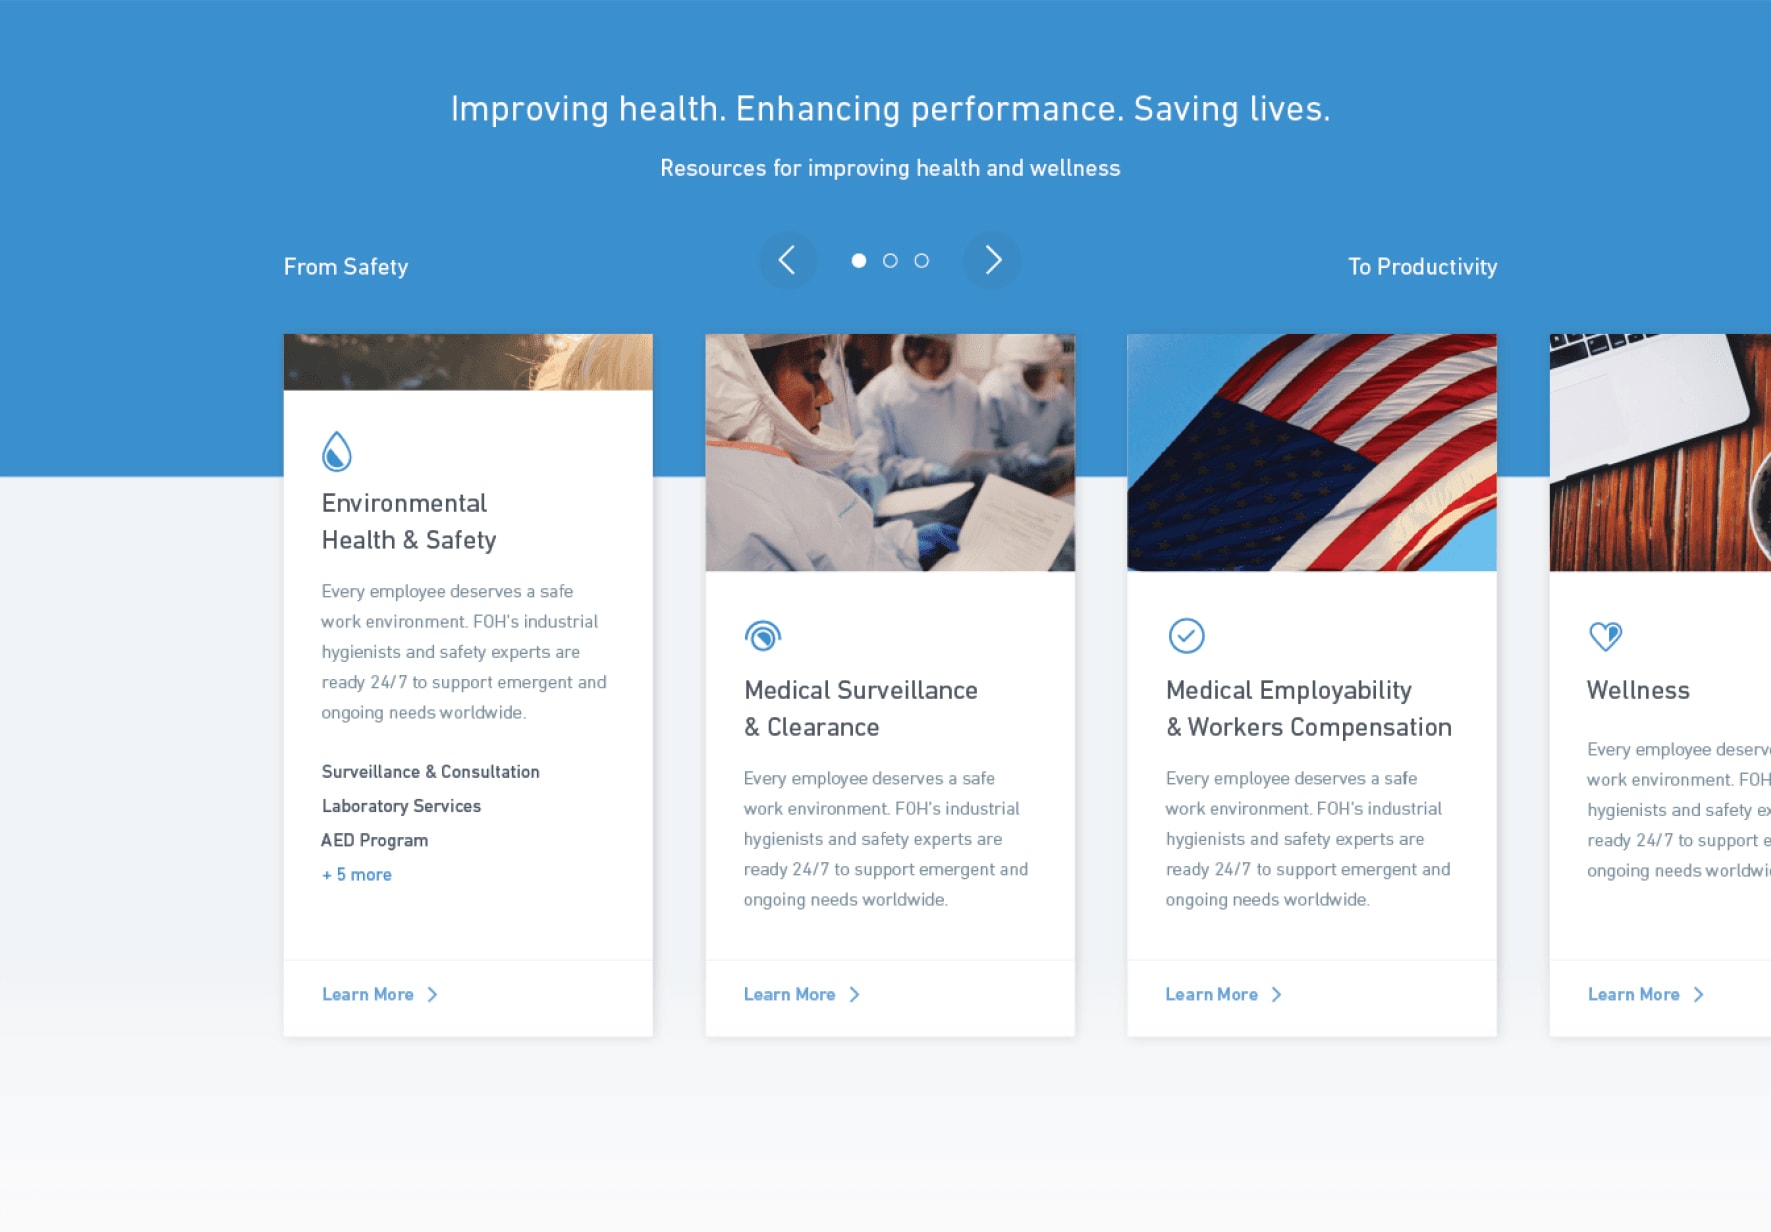 Improving health. Enhancing performance. Saving lives.
Resources for improving health and wellness
From Safety
To Productivity
Environmental
Health & Safety
Every employee deserves a safe
work environment. FOH's industrial
hygienists and safety experts are
ready 24/7 to support emergent and
ongoing needs worldwide.
Surveillance & Consultation
Laboratory Services
AED Program
+ 5 more
Learn More
Medical Surveillance
& Clearance
Every employee deserves a safe
work environment. FOH's industrial
hygienists and safety experts are
ready 24/7 to support emergent and
ongoing needs worldwide.
Learn More
Medical Employability
& Workers Compensation
Every employee deserves a safe
work environment. FOH's industrial
hygienists and safety experts are
ready 24/7 to support emergent and
ongoing needs worldwide.
Learn More
Wellness
Every employee deserv
work environment. FOH
hygienists and safety ex
ready 24/7 to support e
ongoing needs worldwi
Learn More